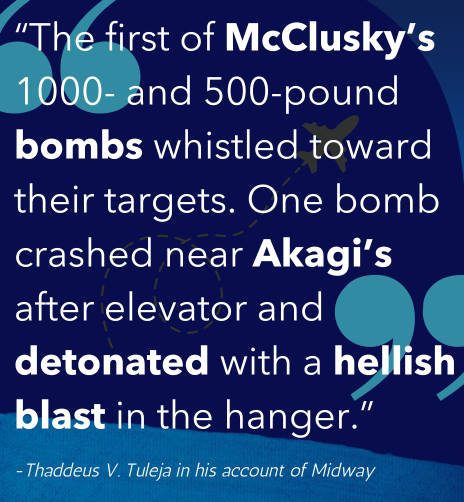 “The first of McClusky’s
1000- and 500-pound
bombs whistled toward
their targets. One bomb
crashed near Akagi’s
after elevator and
detonated with a hellish
blast in the hanger.”
-Thaddeus V. Tuleja in his account of Midway